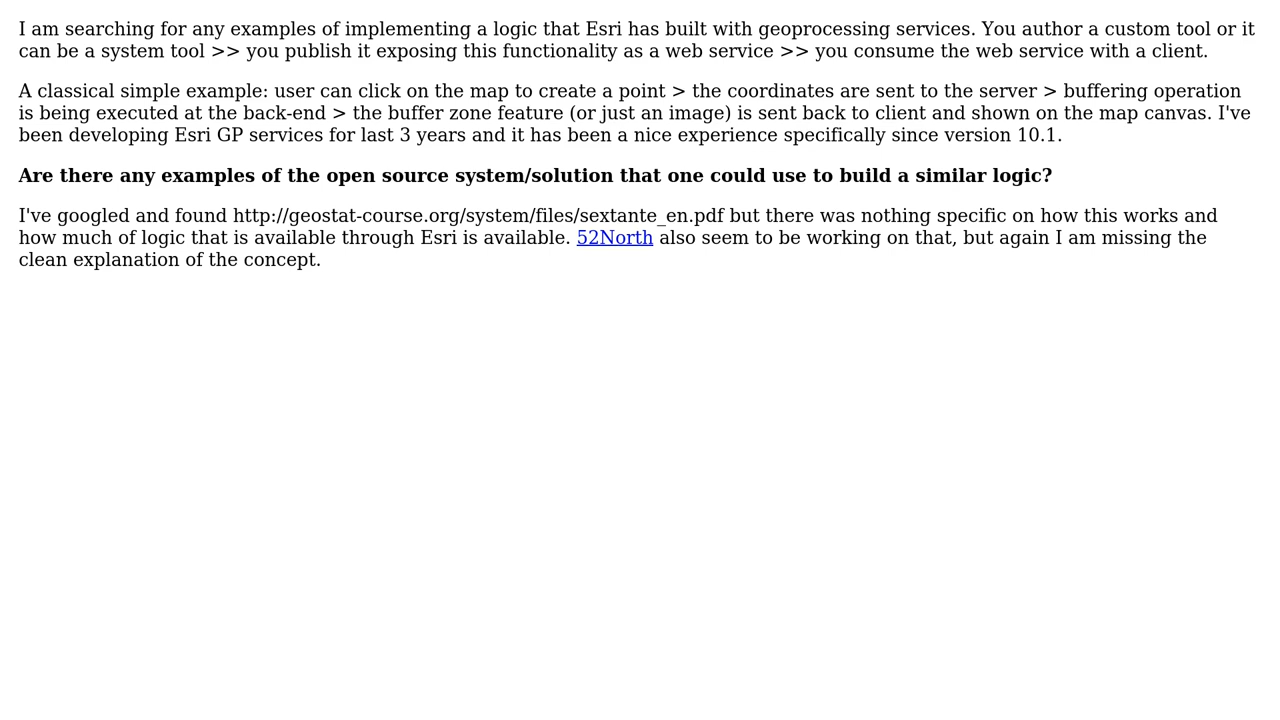 I am searching for any examples of implementing a logic that Esri has built with geoprocessing services. You author a custom tool or it
can be a system tool >> you publish it exposing this functionality as a web service >> you consume the web service with a client.
A classical simple example: user can click on the map to create a point > the coordinates are sent to the server > buffering operation
is being executed at the back-end > the buffer zone feature (or just an image) is sent back to client and shown on the map canvas. I've
been developing Esri GP services for last 3 years and it has been a nice experience specifically since version 10.1.
Are there any examples of the open source system/solution that one could use to build a similar logic?
I've googled and found http://geostat-course.org/system/files/sextante_en.pdf but there was nothing specific on how this works and
how much of logic that is available through Esri is available. 52North also seem to be working on that, but again I am missing the
clean explanation of the concept.